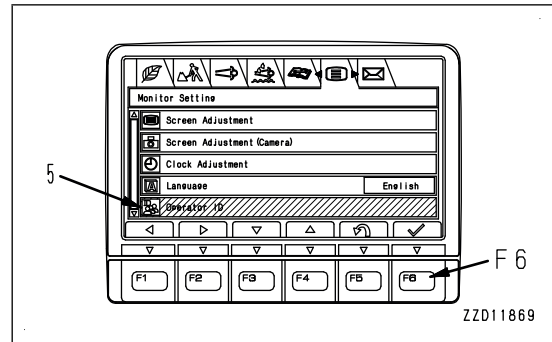 Monitor Setting
Screen Adjustment
Screen Adjustment (Camera)
Clock Adjustment
A Language English
5 Operator ID
F1 F2 F3 F4 F5 F6
F6
ZZD11869